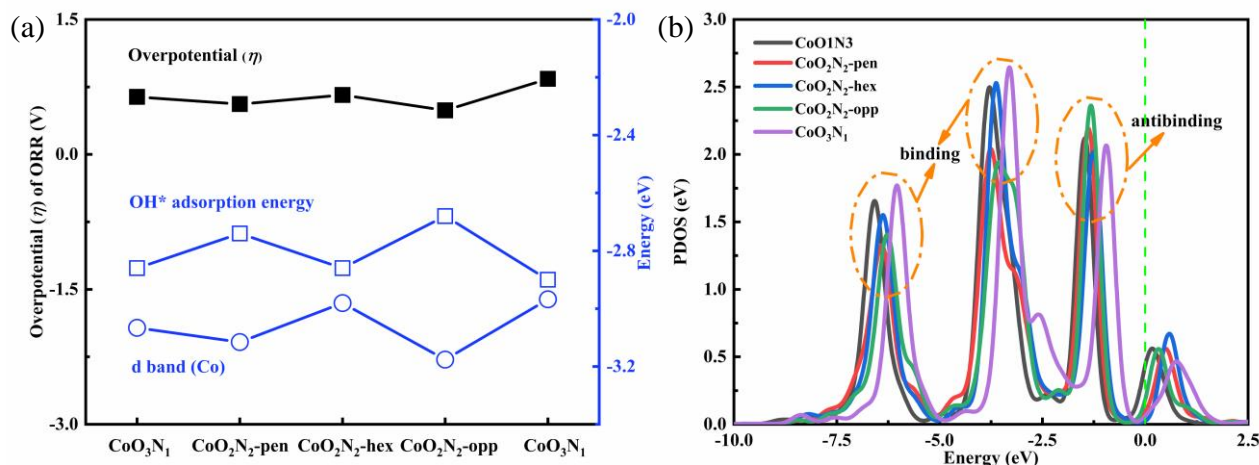 (a)
1.5
0.0
-1.5
-3.0
Overpotential (η) of ORR (V)
Overpotential (η)
OH* adsorption energy
d band (Co)
-2.0
-2.4
-2.8
-3.2
Energy (eV)
CoO₃N₁ CoO₂N₂-pen CoO₂N₂-hex CoO₂N₂-opp CoO₃N₁
(b)
3.0
2.5
2.0
1.5
1.0
0.5
0.0
PDOS (eV)
CoO1N3
CoO₂N₂-pen
CoO₂N₂-hex
CoO₂N₂-opp
CoO₃N₁
binding
antibinding
-10.0 -7.5 -5.0 -2.5 0.0 2.5
Energy (eV)